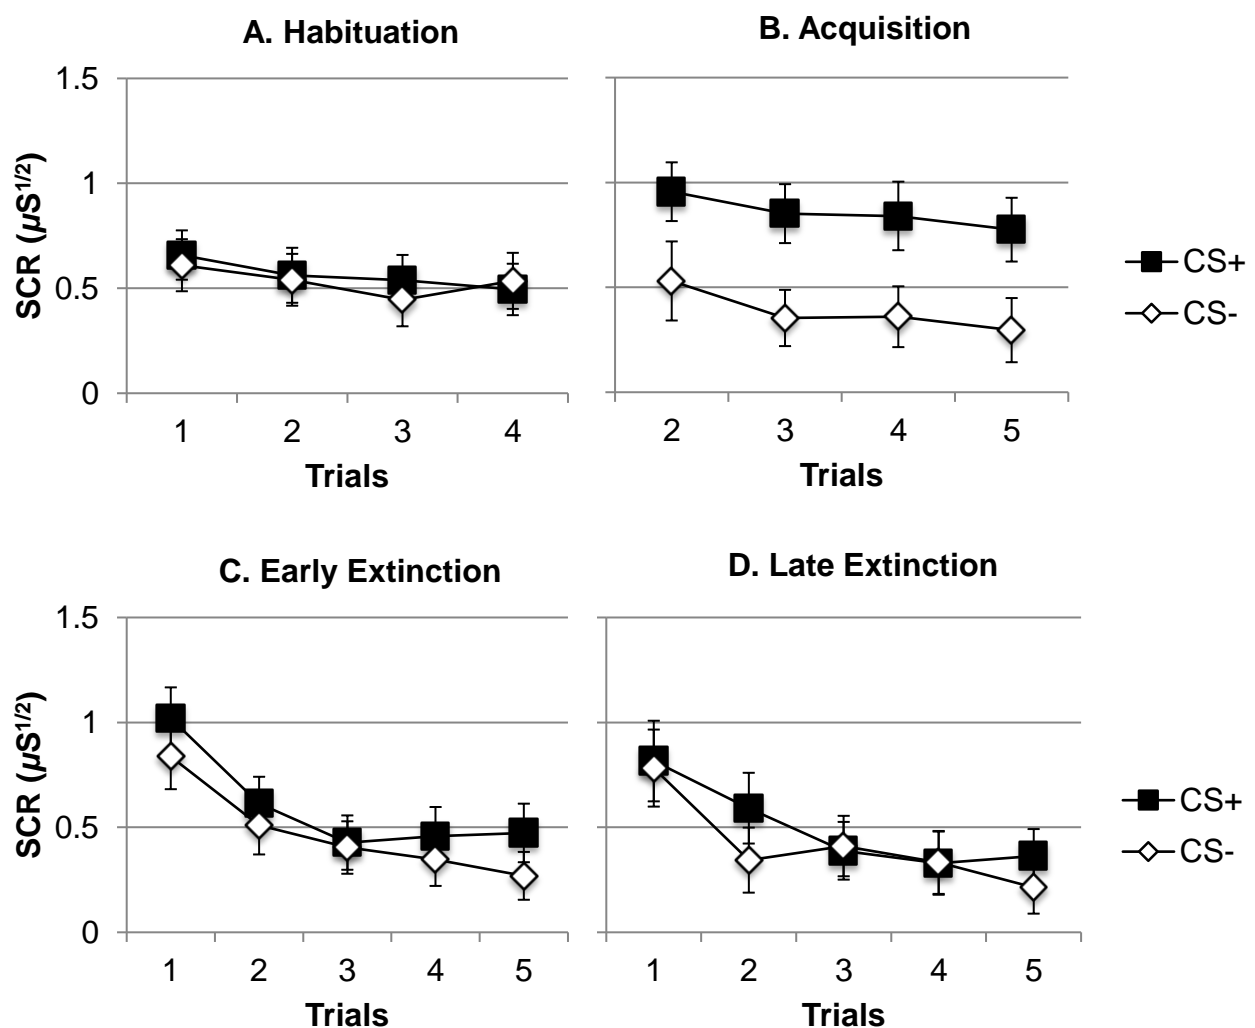 A. Habituation
B. Acquisition
1.5
1
0.5
0
SCR (µS1/2)
1 2 3 4
Trials
2 3 4 5
Trials
CS+
CS-
C. Early Extinction
D. Late Extinction
1.5
1
0.5
0
SCR (µS1/2)
1 2 3 4 5
Trials
1 2 3 4 5
Trials
CS+
CS-